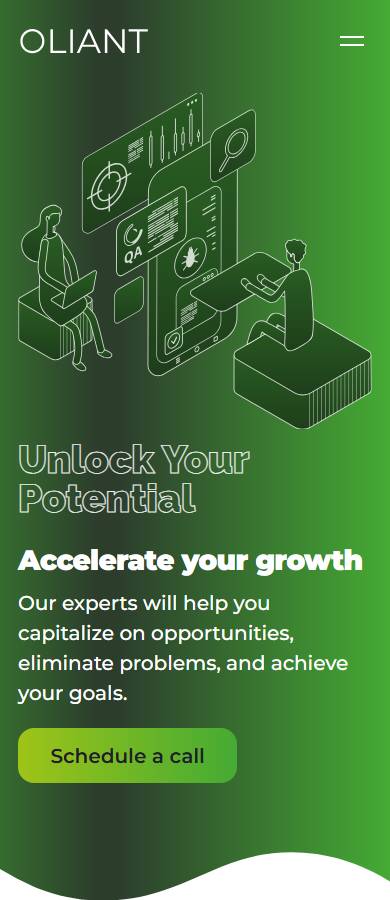 OLIANT
QA
Unlock Your
Potential
Accelerate your growth
Our experts will help you
capitalize on opportunities,
eliminate problems, and achieve
your goals.
Schedule a call